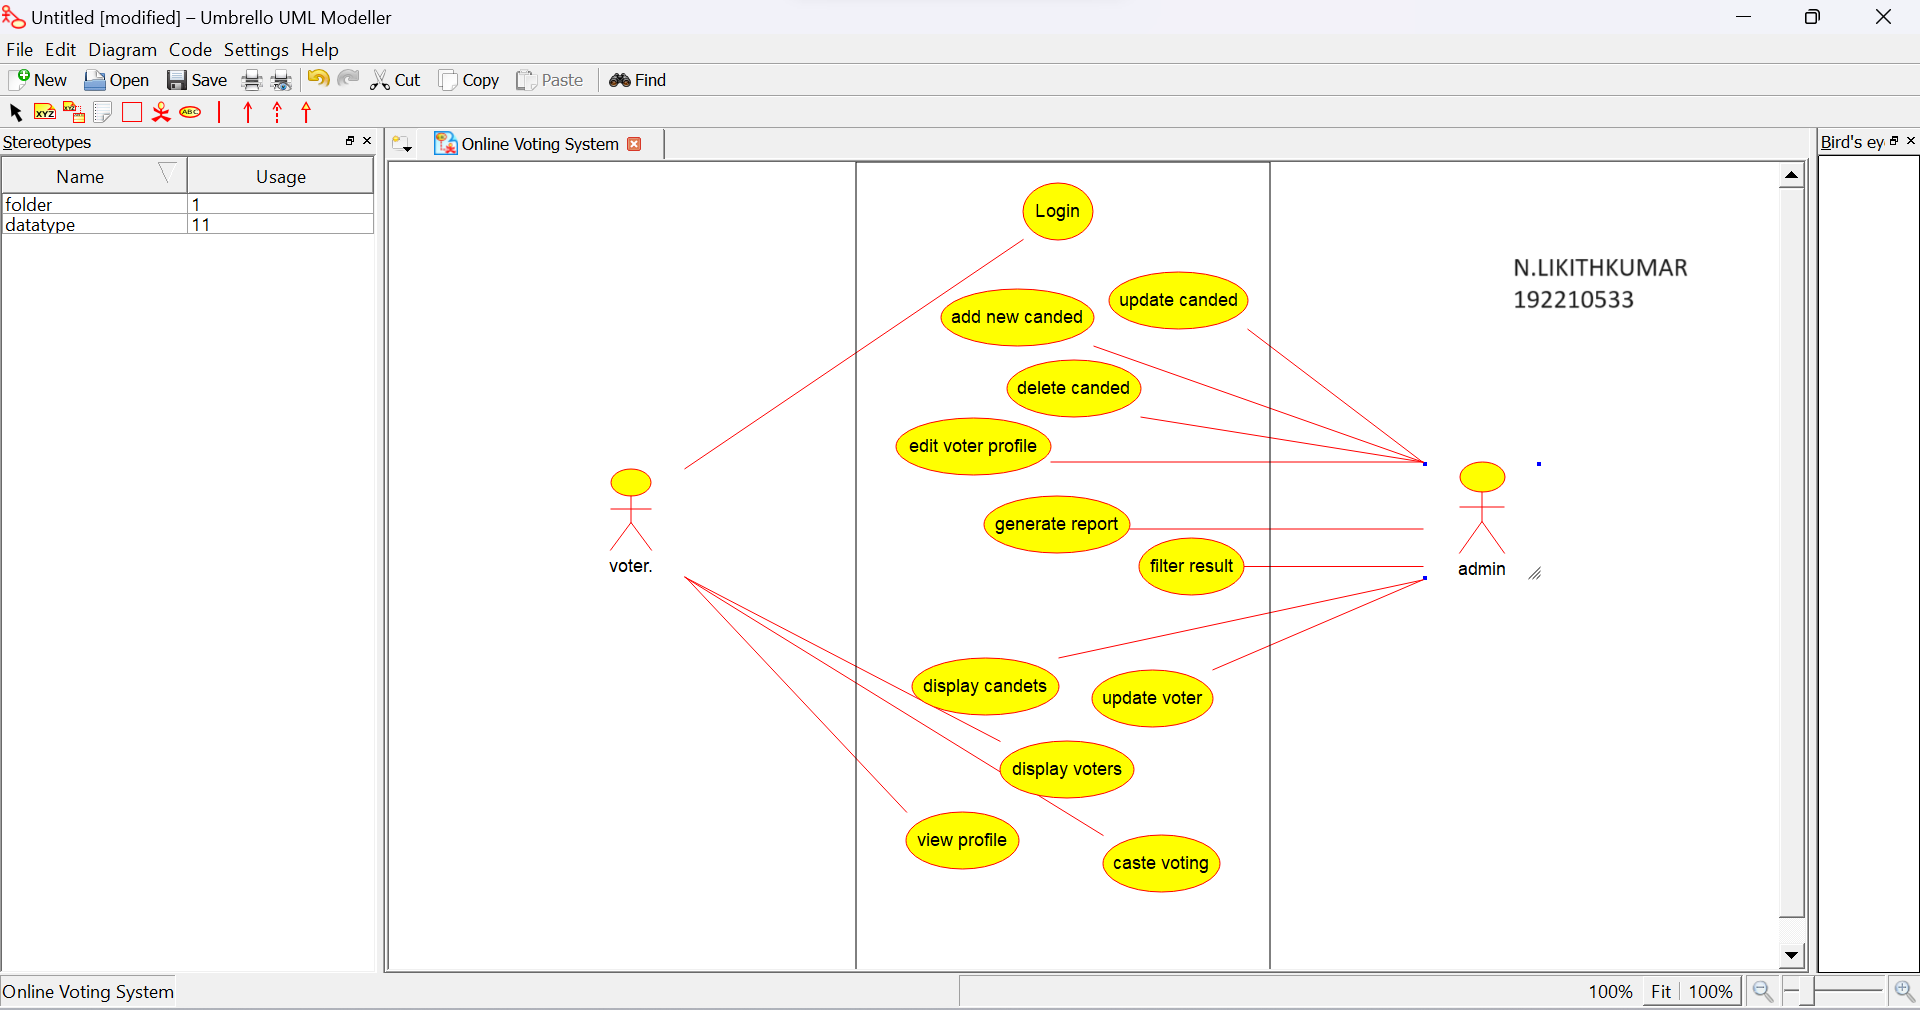 Untitled [modified] – Umbrello UML Modeller
File Edit Diagram Code Settings Help
New Open Save Cut Copy Paste Find
XYZ XYZ ABC
Stereotypes
Online Voting System
Bird's ey
Name Usage
folder 1
datatype 11
Login
N.LIKITHKUMAR
192210533
update canded
add new canded
delete canded
edit voter profile
generate report
filter result
voter.
admin
display candets
update voter
display voters
view profile
caste voting
Online Voting System
100% Fit 100%